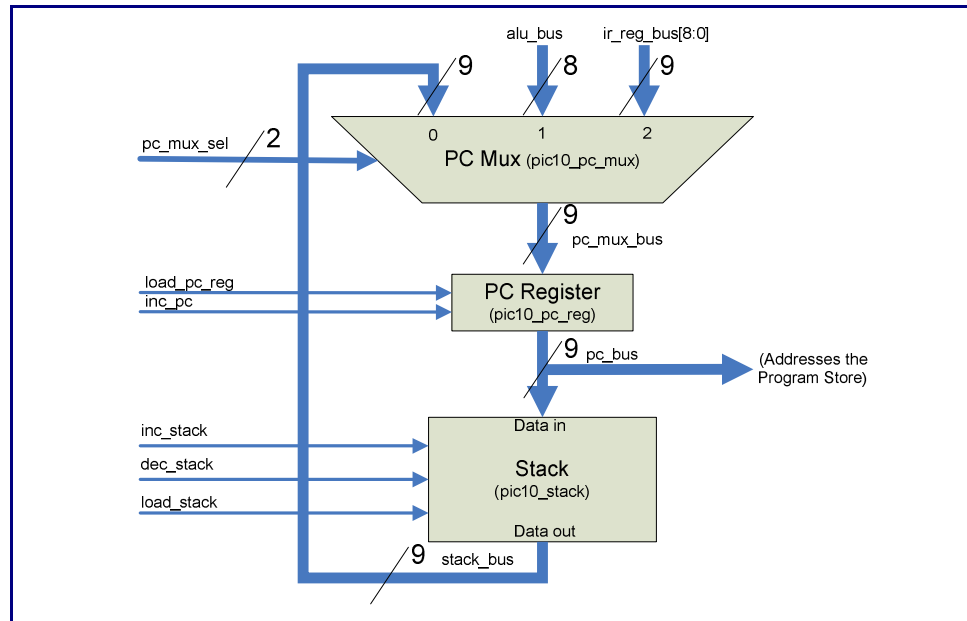 alu_bus
ir_reg_bus[8:0]
9
8
9
0
1
2
pc_mux_sel
2
PC Mux (pic10_pc_mux)
9
pc_mux_bus
load_pc_reg
inc_pc
PC Register
(pic10_pc_reg)
9
pc_bus
(Addresses the
Program Store)
Data in
inc_stack
dec_stack
load_stack
Stack
(pic10_stack)
Data out
9
stack_bus